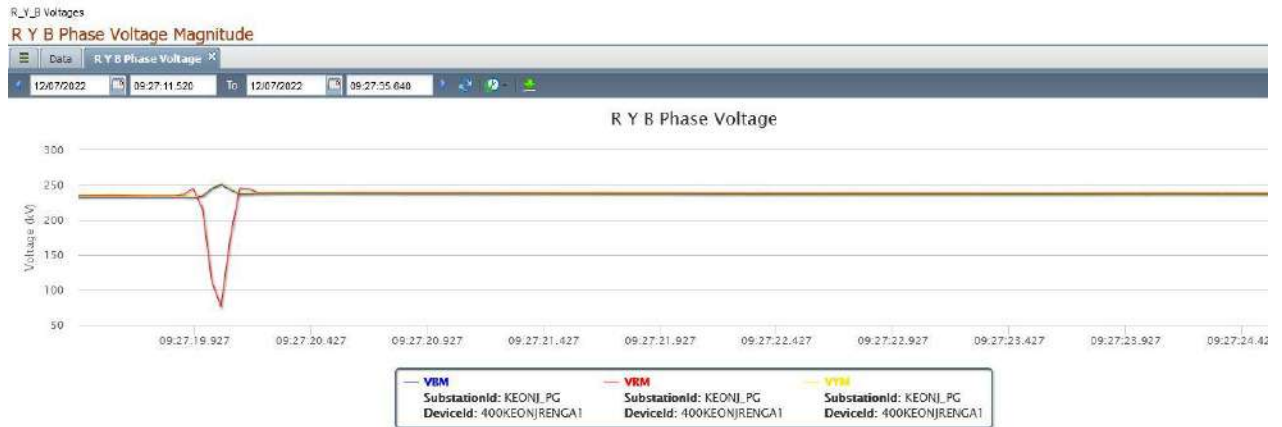 R_Y_B Voltages
R Y B Phase Voltage Magnitude
Data R Y B Phase Voltage ×
12/07/2022 09:27:11.520 To 12/07/2022 09:27:35.640
R Y B Phase Voltage
300
250
200
150
100
50
Voltage (kV)
09:27:19.927 09:27:20.427 09:27:20.927 09:27:21.427 09:27:21.927 09:27:22.427 09:27:22.927 09:27:23.427 09:27:23.927 09:27:24.42
VBM VRM VYM
SubstationId: KEONJ_PG SubstationId: KEONJ_PG SubstationId: KEONJ_PG
DeviceId: 400KEONJRENGA1 DeviceId: 400KEONJRENGA1 DeviceId: 400KEONJRENGA1